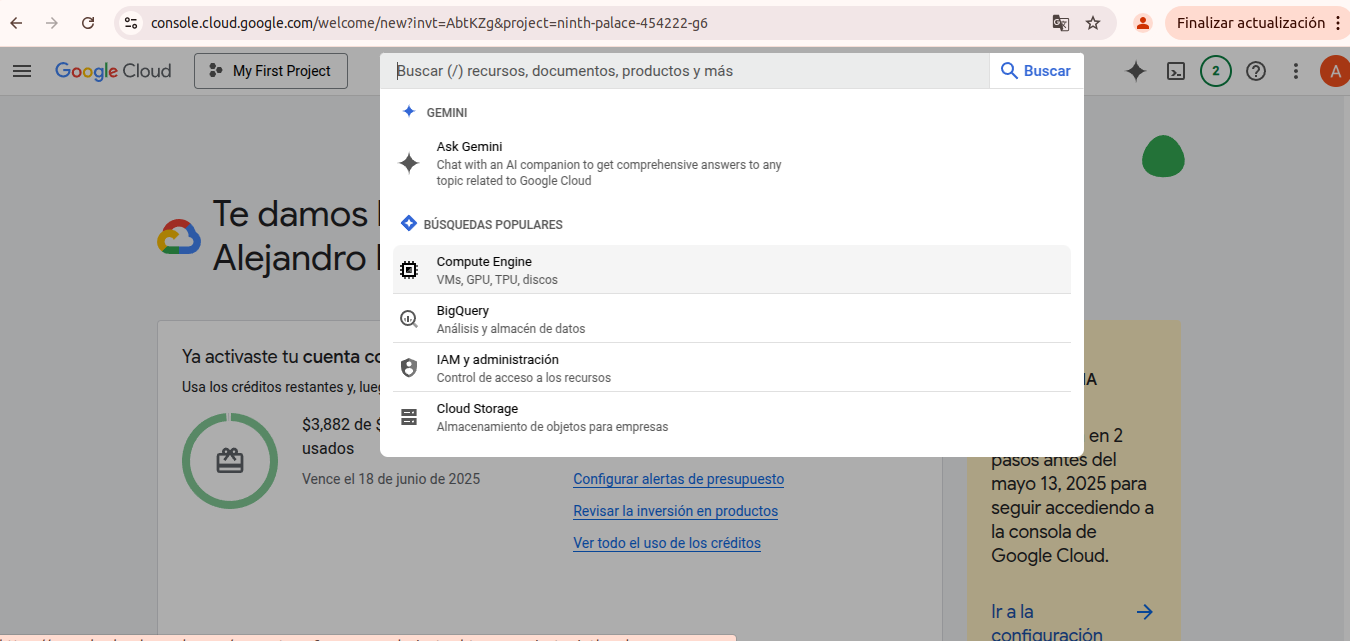 console.cloud.google.com/welcome/new?invt=AbtKZg&project=ninth-palace-454222-g6
Finalizar actualización
Google Cloud
My First Project
Buscar (/) recursos, documentos, productos y más
Buscar
2
A
GEMINI
Ask Gemini
Chat with an AI companion to get comprehensive answers to any
topic related to Google Cloud
BÚSQUEDAS POPULARES
Compute Engine
VMs, GPU, TPU, discos
BigQuery
Análisis y almacén de datos
IAM y administración
Control de acceso a los recursos
Cloud Storage
Almacenamiento de objetos para empresas
Te damos
Alejandro
Ya activaste tu cuenta
Usa los créditos restantes y,
$3,882 de
usados
Vence el 18 de junio de 2025
Configurar alertas de presupuesto
Revisar la inversión en productos
Ver todo el uso de los créditos
en 2
pasos antes del
mayo 13, 2025 para
seguir accediendo a
la consola de
Google Cloud.
Ir a la
configuración